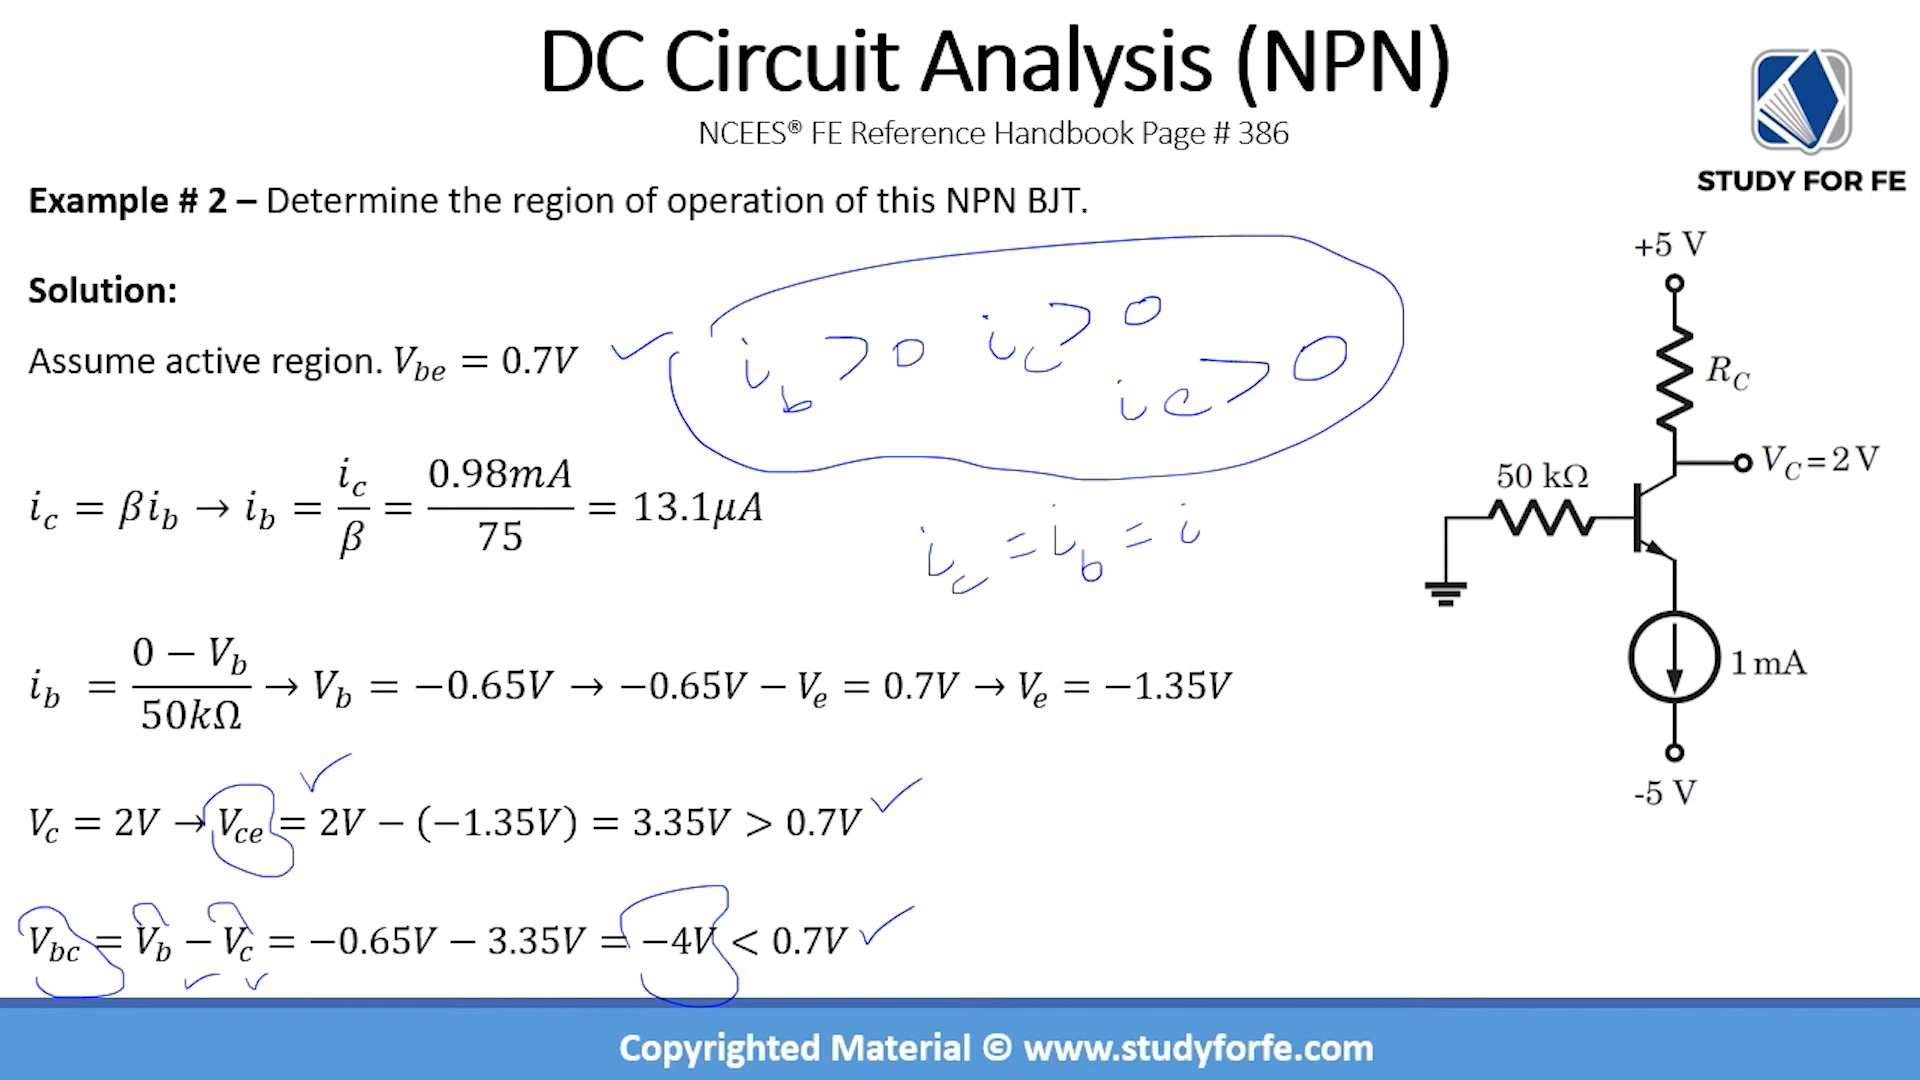 DC Circuit Analysis (NPN)
NCEES® FE Reference Handbook Page # 386
STUDY FOR FE
Example # 2 – Determine the region of operation of this NPN BJT.
Solution:
Assume active region. V_be = 0.7V
i_b > 0 i_c > 0
i_c > 0
i_c = βi_b → i_b = i_c/β = 0.98mA/75 = 13.1μA
i_c = i_b = i
i_b = (0 − V_b)/50kΩ → V_b = −0.65V → −0.65V − V_e = 0.7V → V_e = −1.35V
V_c = 2V → V_ce = 2V − (−1.35V) = 3.35V > 0.7V
V_bc = V_b − V_c = −0.65V − 3.35V = −4V < 0.7V
+5 V
R_C
V_C = 2 V
50 kΩ
1 mA
-5 V
Copyrighted Material © www.studyforfe.com